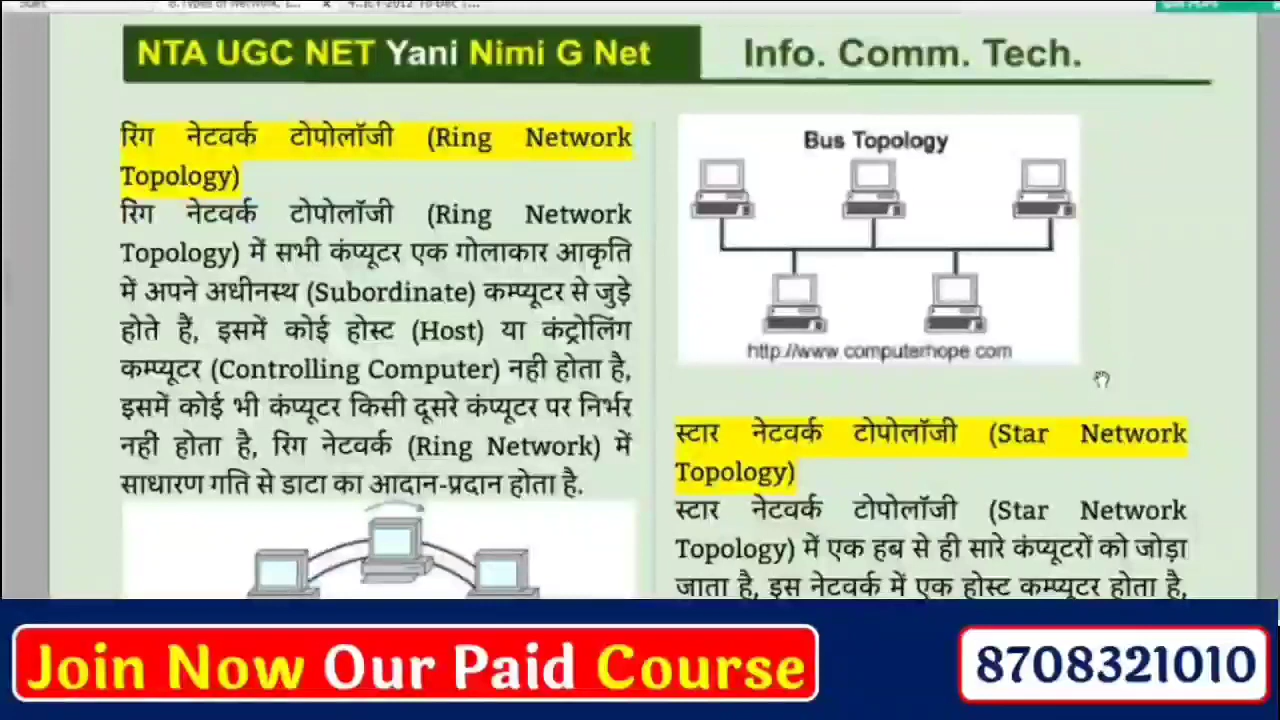 NTA UGC NET Yani Nimi G Net
Info. Comm. Tech.
रिंग नेटवर्क टोपोलॉजी (Ring Network
Topology)
रिंग नेटवर्क टोपोलॉजी (Ring Network
Topology) में सभी कंप्यूटर एक गोलाकार आकृति
में अपने अधीनस्थ (Subordinate) कम्प्यूटर से जुड़े
होते हैं, इसमें कोई होस्ट (Host) या कंट्रोलिंग
कम्प्यूटर (Controlling Computer) नही होता है,
इसमें कोई भी कंप्यूटर किसी दूसरे कंप्यूटर पर निर्भर
नही होता है, रिंग नेटवर्क (Ring Network) में
साधारण गति से डाटा का आदान-प्रदान होता है.
Bus Topology
http://www.computerhope.com
स्टार नेटवर्क टोपोलॉजी (Star Network
Topology)
स्टार नेटवर्क टोपोलॉजी (Star Network
Topology) में एक हब से ही सारे कंप्यूटरों को जोड़ा
जाता है, इस नेटवर्क में एक होस्ट कम्प्यूटर होता है,
Join Now Our Paid Course
8708321010